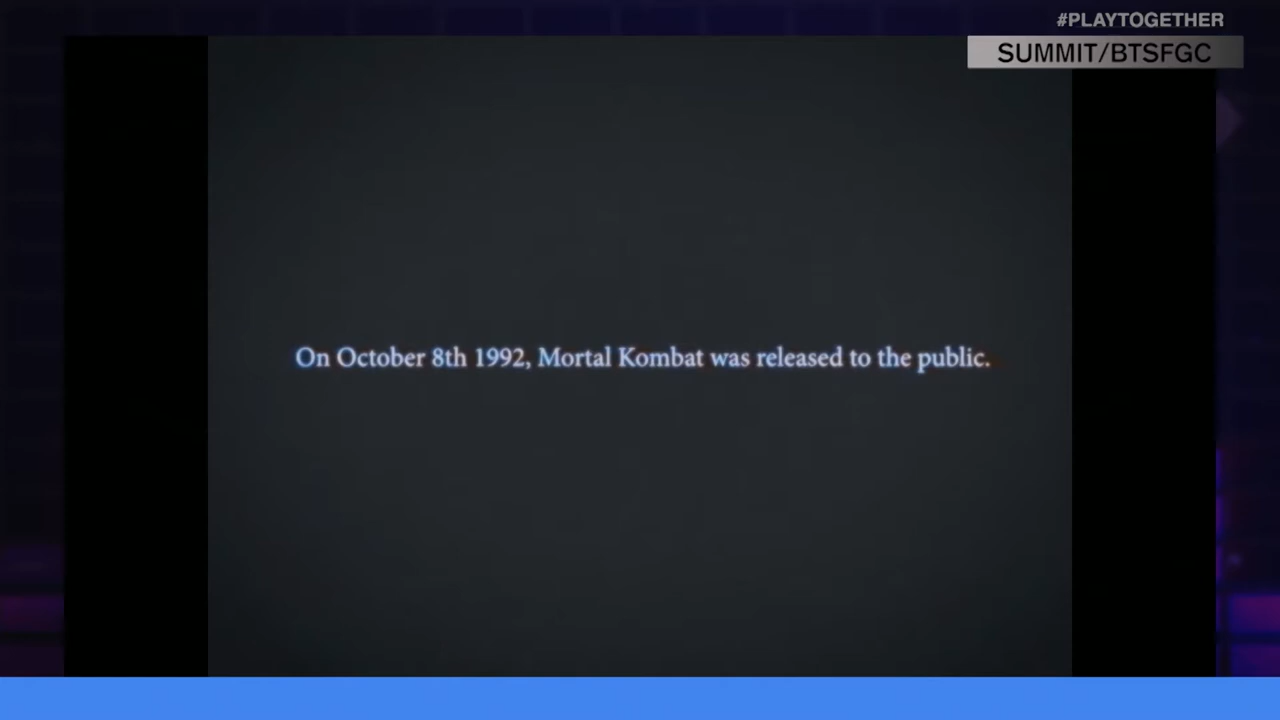 #PLAYTOGETHER
SUMMIT/BTSFGC
On October 8th 1992, Mortal Kombat was released to the public.